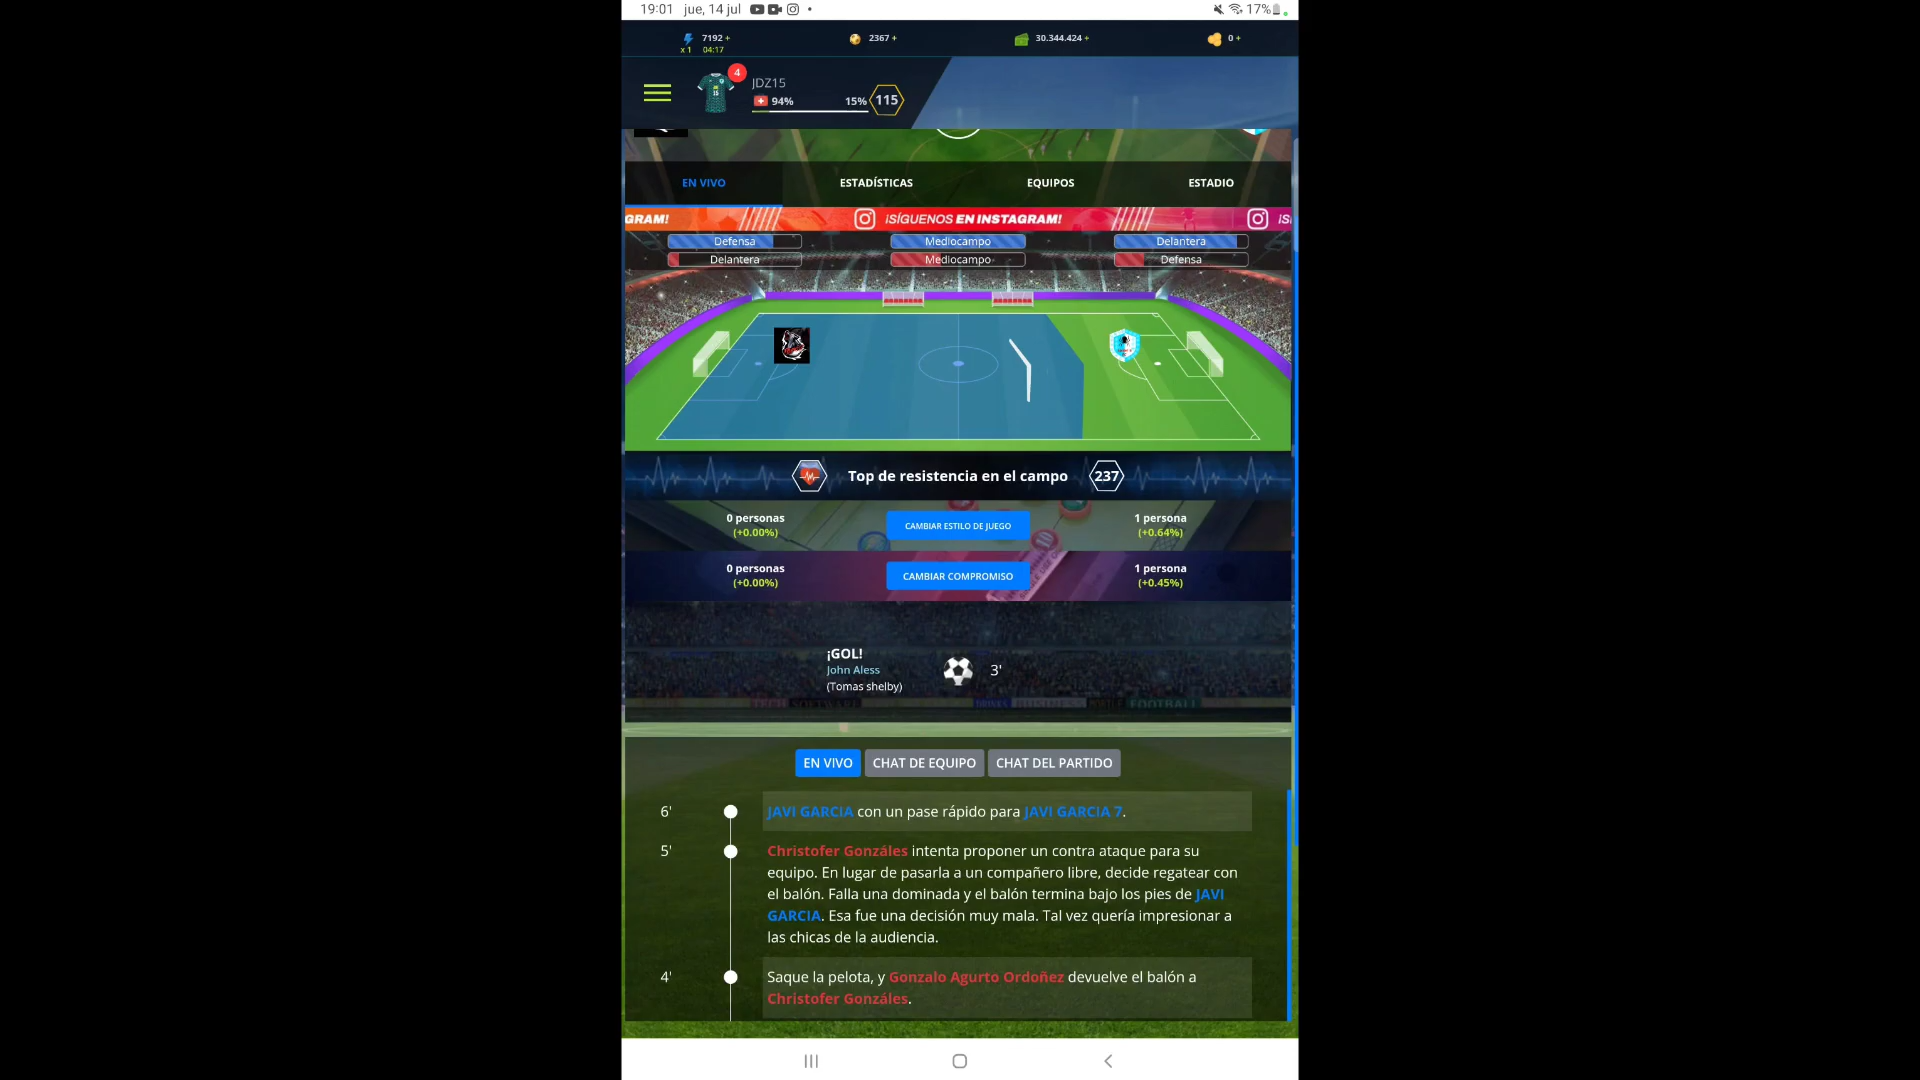 19:01 jue, 14 jul
17%
7192 +
x 1 04:17
2367 +
30.344.424 +
0 +
4
JDZ15
94% 15% 115
EN VIVO ESTADÍSTICAS EQUIPOS ESTADIO
GRAM! ¡SÍGUENOS EN INSTAGRAM! ¡S
Defensa Mediocampo Delantera
Delantera Mediocampo Defensa
Top de resistencia en el campo 237
0 personas CAMBIAR ESTILO DE JUEGO 1 persona
(+0.00%) (+0.64%)
0 personas CAMBIAR COMPROMISO 1 persona
(+0.00%) (+0.45%)
¡GOL!
John Aless 3'
(Tomas shelby)
EN VIVO CHAT DE EQUIPO CHAT DEL PARTIDO
6' JAVI GARCIA con un pase rápido para JAVI GARCIA 7.
5' Christofer Gonzáles intenta proponer un contra ataque para su
equipo. En lugar de pasarla a un compañero libre, decide regatear con
el balón. Falla una dominada y el balón termina bajo los pies de JAVI
GARCIA. Esa fue una decisión muy mala. Tal vez quería impresionar a
las chicas de la audiencia.
4' Saque la pelota, y Gonzalo Agurto Ordoñez devuelve el balón a
Christofer Gonzáles.